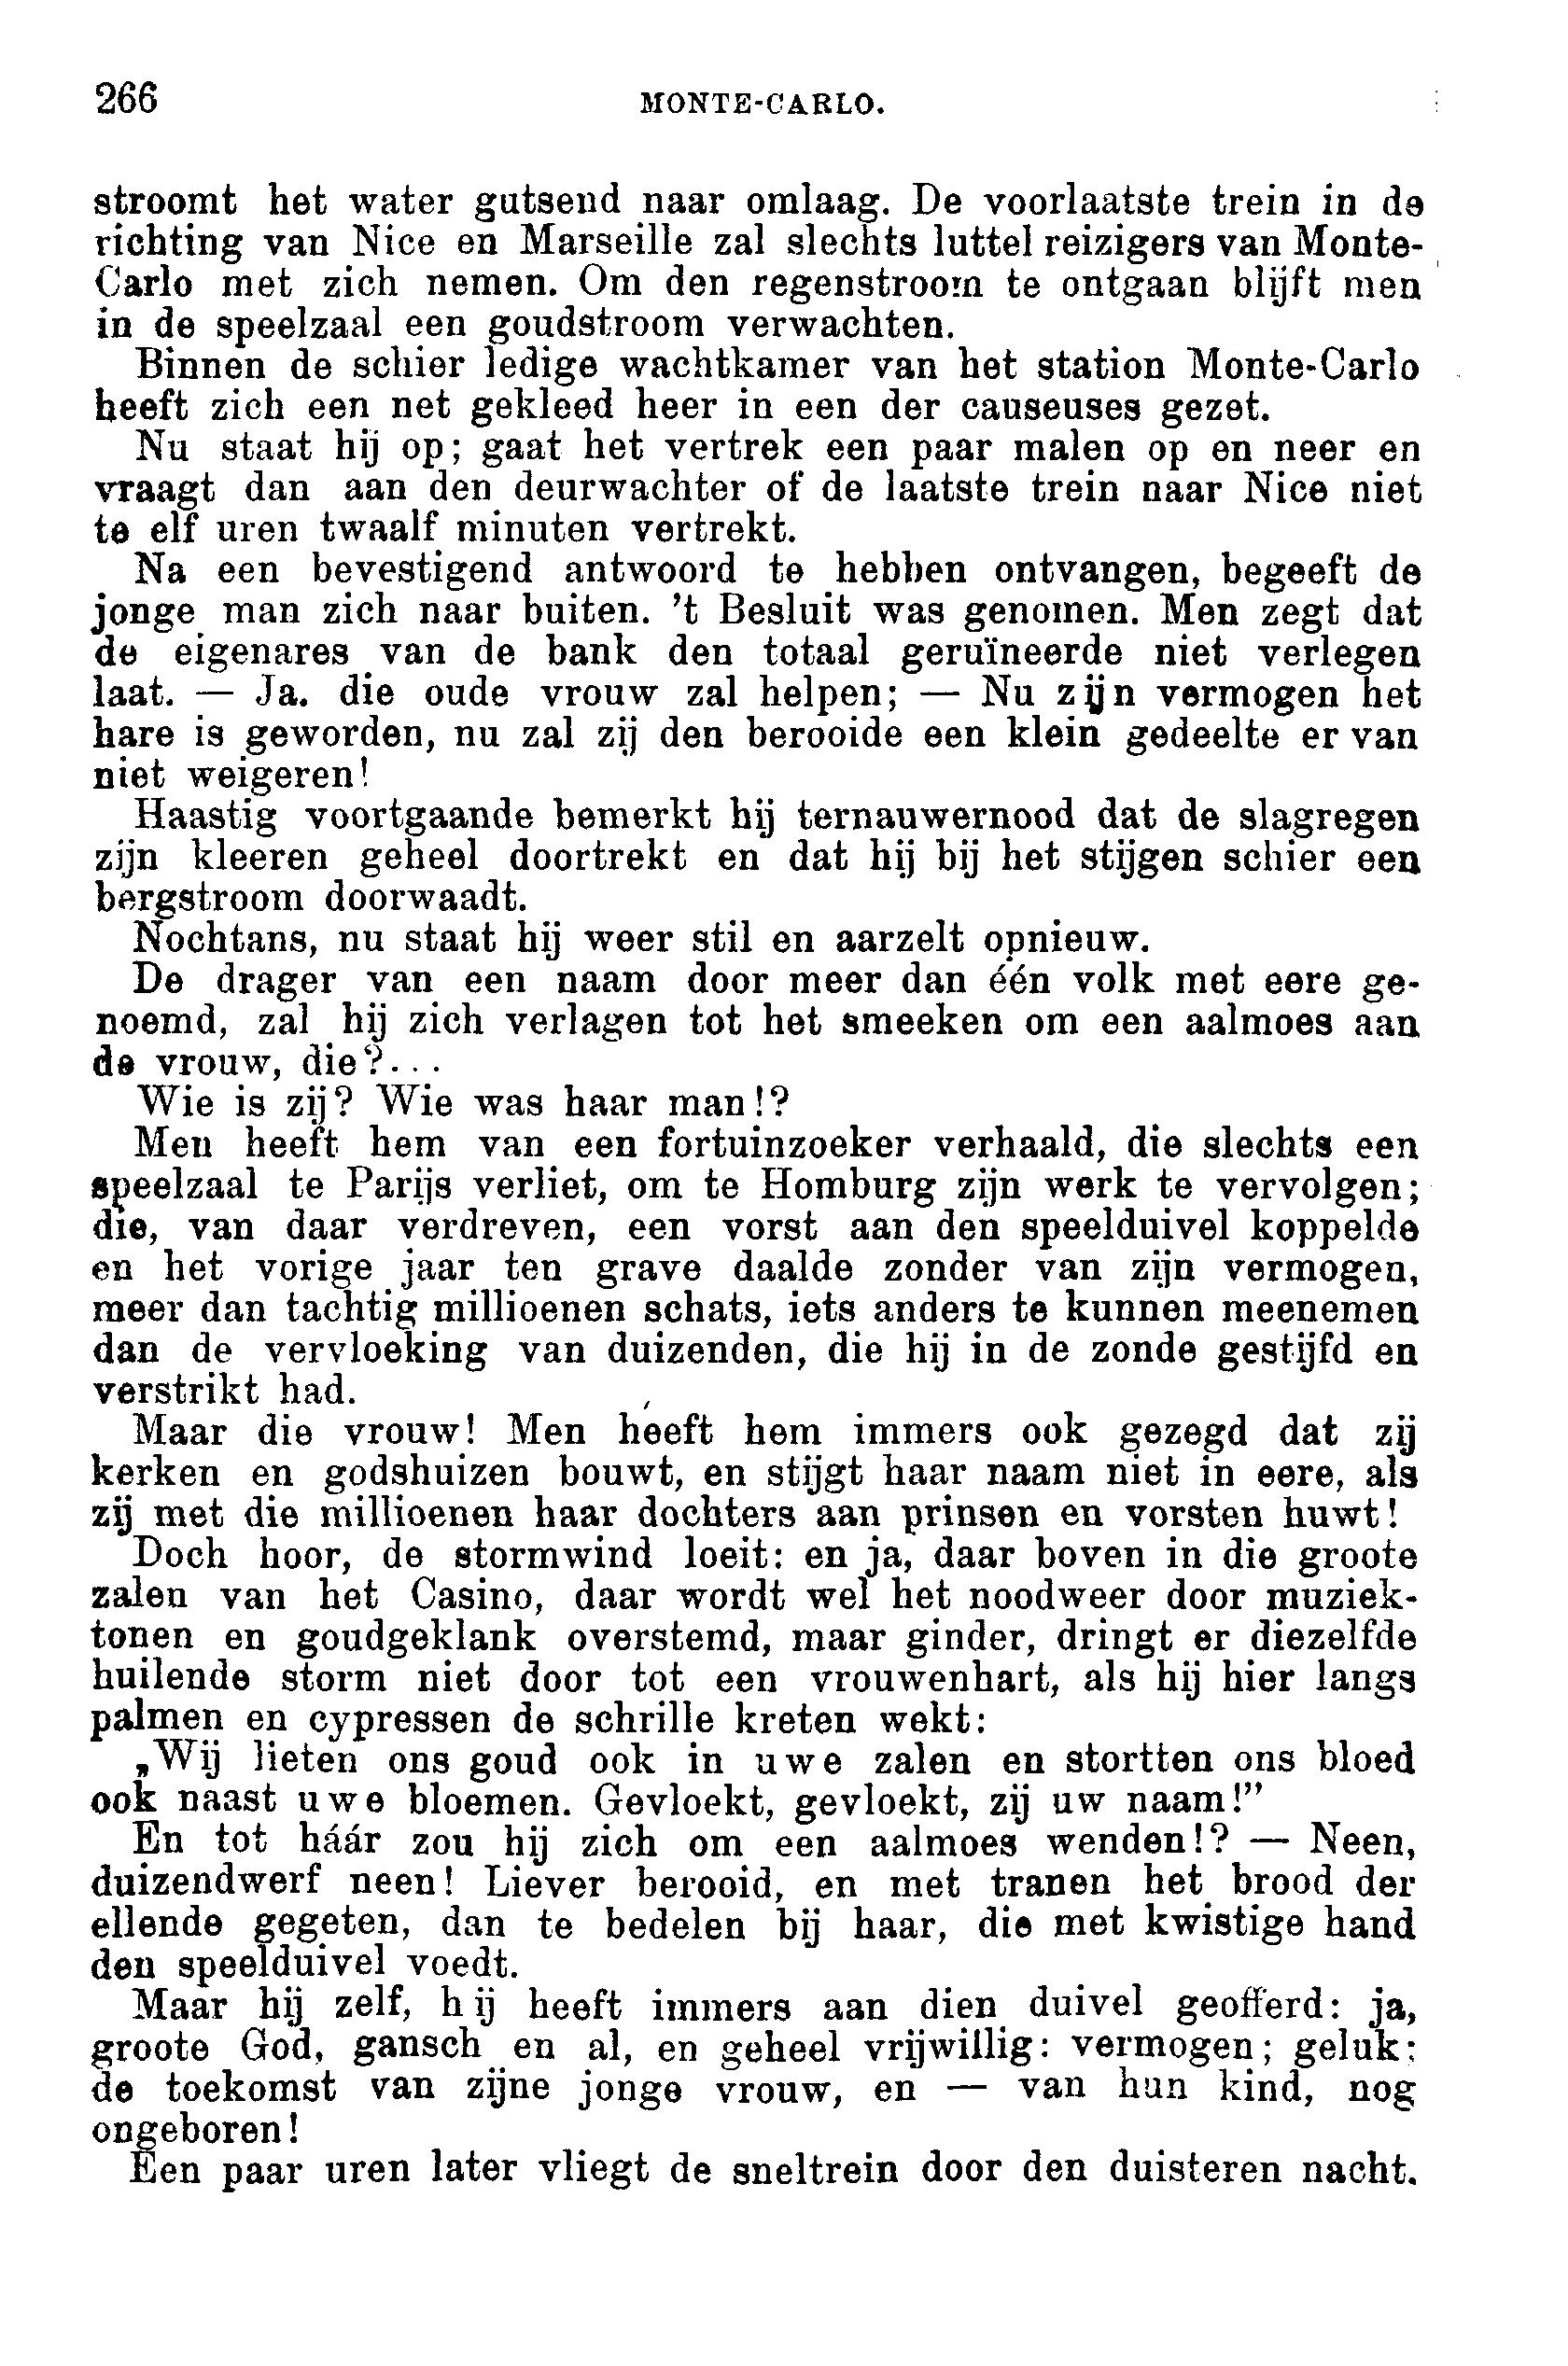 266
MONTE-CARLO.
stroomt het water gutsend naar omlaag. De voorlaatste trein in de
richting van Nice en Marseille zal slechts luttel reizigers van Monte-
Carlo met zich nemen. Om den regenstroom te ontgaan blijft men
in de speelzaal een goudstroom verwachten.
Binnen de schier ledige wachtkamer van het station Monte-Carlo
heeft zich een net gekleed heer in een der causeuses gezet.
Nu staat hij op; gaat het vertrek een paar malen op en neer en
vraagt dan aan den deurwachter of de laatste trein naar Nice niet
te elf uren twaalf minuten vertrekt.
Na een bevestigend antwoord te hebben ontvangen, begeeft de
jonge man zich naar buiten. 't Besluit was genomen. Men zegt dat
de eigenares van de bank den totaal geruïneerde niet verlegen
laat. — Ja. die oude vrouw zal helpen; — Nu zijn vermogen het
hare is geworden, nu zal zij den berooide een klein gedeelte er van
niet weigeren!
Haastig voortgaande bemerkt hij ternauwernood dat de slagregen
zijn kleeren geheel doortrekt en dat hij bij het stijgen schier een
bergstroom doorwaadt.
Nochtans, nu staat hij weer stil en aarzelt opnieuw.
De drager van een naam door meer dan één volk met eere ge-
noemd, zal hij zich verlagen tot het smeeken om een aalmoes aan
de vrouw, die?...
Wie is zij? Wie was haar man!?
Men heeft hem van een fortuinzoeker verhaald, die slechts een
speelzaal te Parijs verliet, om te Homburg zijn werk te vervolgen;
die, van daar verdreven, een vorst aan den speelduivel koppelde
en het vorige jaar ten grave daalde zonder van zijn vermogen,
meer dan tachtig millioenen schats, iets anders te kunnen meenemen
dan de vervloeking van duizenden, die hij in de zonde gestijfd en
verstrikt had.
Maar die vrouw! Men heeft hem immers ook gezegd dat zij
kerken en godshuizen bouwt, en stijgt haar naam niet in eere, als
zij met die millioenen haar dochters aan prinsen en vorsten huwt!
Doch hoor, de stormwind loeit: en ja, daar boven in die groote
zalen van het Casino, daar wordt wel het noodweer door muziek-
tonen en goudgeklank overstemd, maar ginder, dringt er diezelfde
huilende storm niet door tot een vrouwenhart, als hij hier langs
palmen en cypressen de schrille kreten wekt:
„Wij lieten ons goud ook in uwe zalen en stortten ons bloed
ook naast uwe bloemen. Gevloekt, gevloekt, zij uw naam!”
En tot háár zou hij zich om een aalmoes wenden!? — Neen,
duizendwerf neen! Liever berooid, en met tranen het brood der
ellende gegeten, dan te bedelen bij haar, die met kwistige hand
den speelduivel voedt.
Maar hij zelf, hij heeft immers aan dien duivel geofferd: ja,
groote God, gansch en al, en geheel vrijwillig: vermogen; geluk;
de toekomst van zijne jonge vrouw, en — van hun kind, nog
ongeboren!
Een paar uren later vliegt de sneltrein door den duisteren nacht.